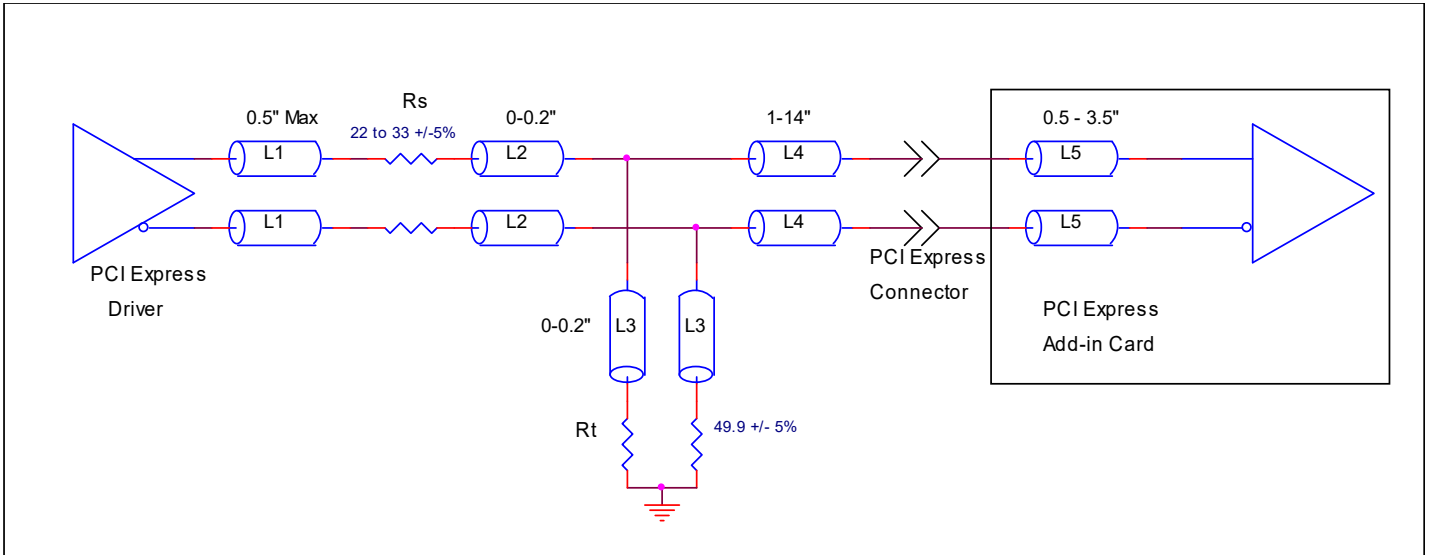 Rs
0.5" Max
22 to 33 +/-5%
0-0.2"
1-14"
0.5 - 3.5"
L1
L2
L4
L5
L1
L2
L4
L5
PCI Express
Driver
PCI Express
Connector
0-0.2"
L3
L3
PCI Express
Add-in Card
Rt
49.9 +/- 5%